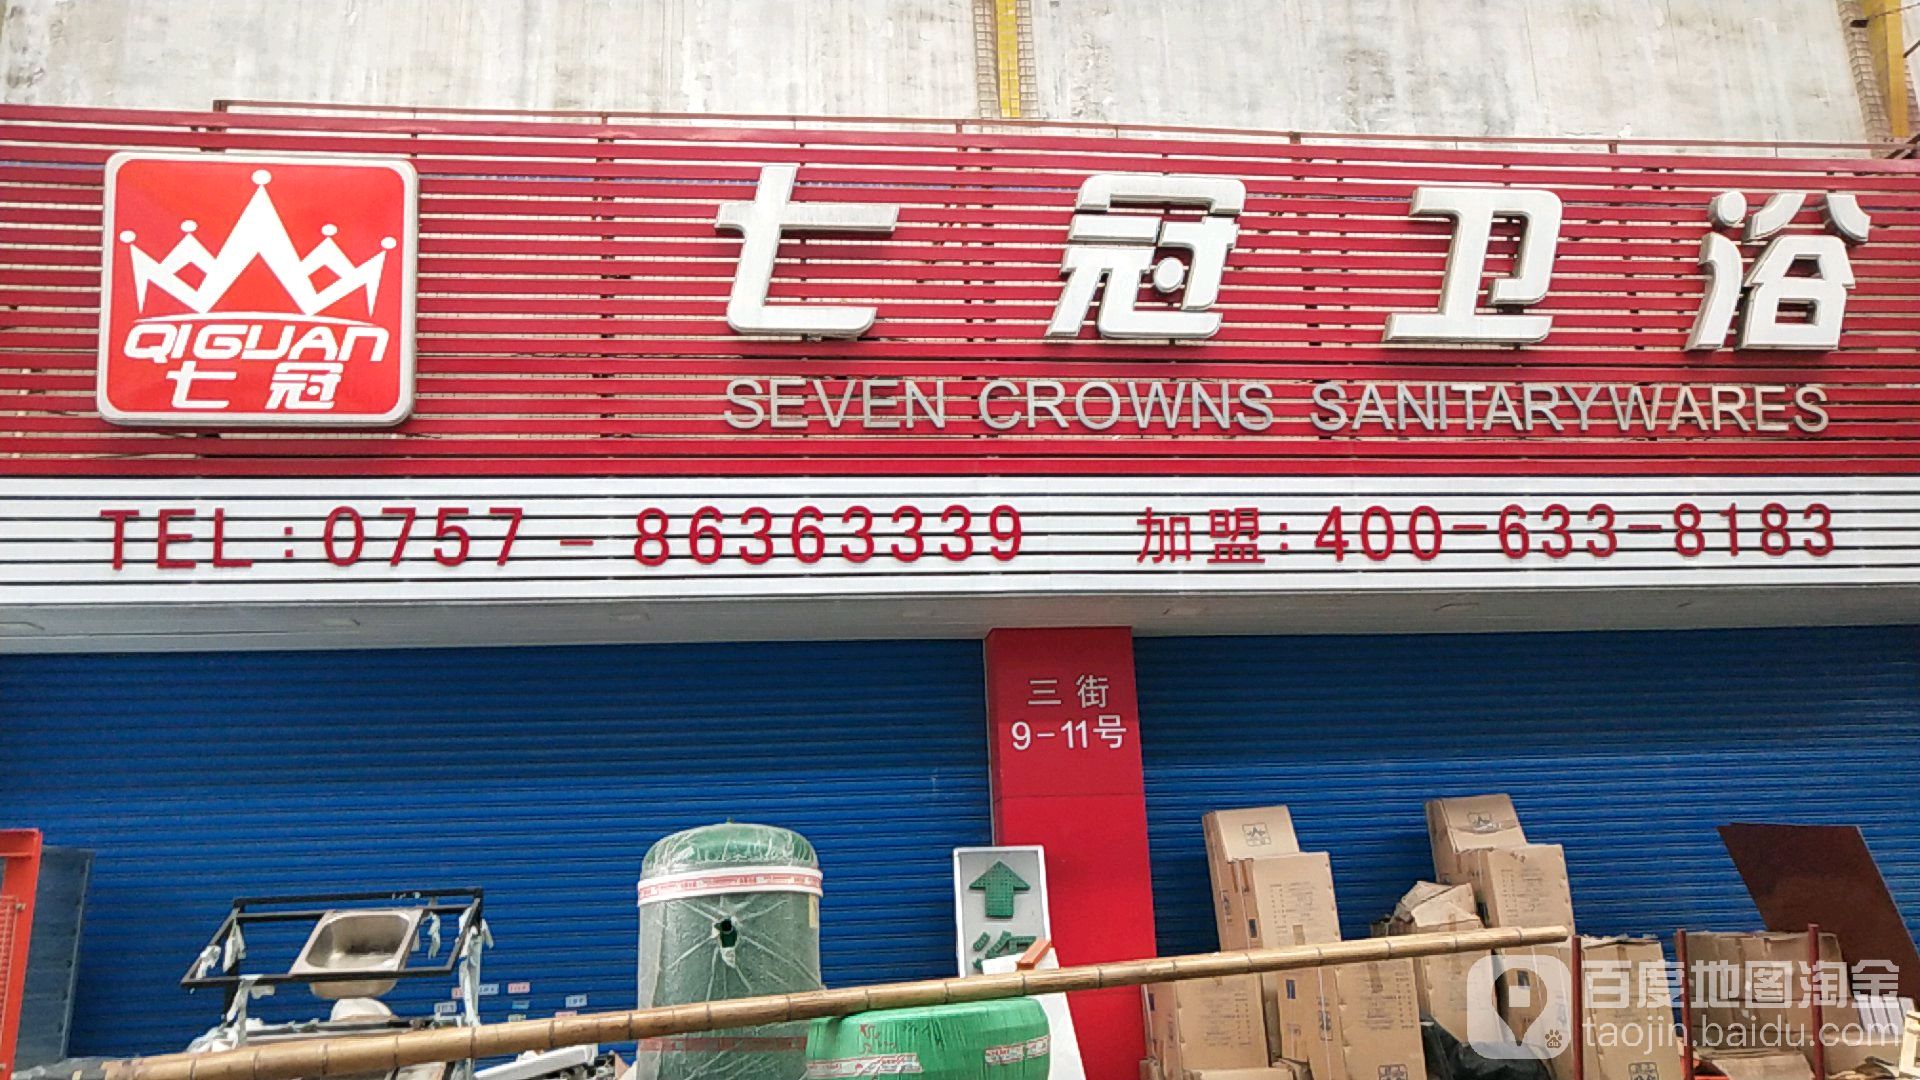 QIGUAN
七冠
七冠卫浴
SEVEN CROWNS SANITARYWARES
TEL:0757-86363339 加盟:400-633-8183
三街
9-11号
百度地图淘金
taojin.baidu.com